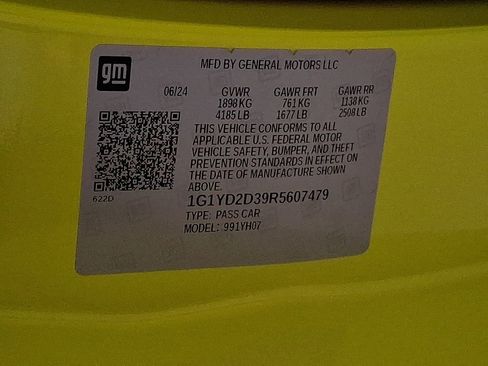 gm
MFD BY GENERAL MOTORS LLC
06/24 GVWR GAWR FRT GAWR RR
1898 KG 761 KG 1138 KG
4185 LB 1677 LB 2508 LB
THIS VEHICLE CONFORMS TO ALL
APPLICABLE U.S. FEDERAL MOTOR
VEHICLE SAFETY, BUMPER, AND THEFT
PREVENTION STANDARDS IN EFFECT ON
THE DATE OF MANUFACTURE SHOWN
ABOVE.
622D
1G1YD2D39R5607479
TYPE: PASS CAR
MODEL: 991YH07